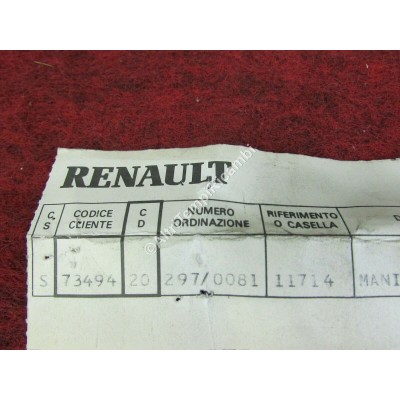 RENAULT
C, S CODICE CLIENTE C D NUMERO ORDINAZIONE RIFERIMENTO O CASELLA D
S 73494 20 297/0081 11714 MANI